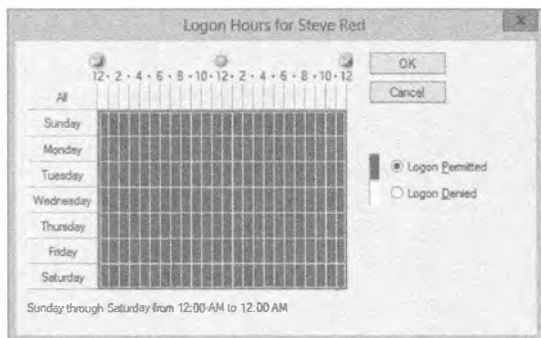 Logon Hours for Steve Red
x
12 · 2 · 4 · 6 · 8 · 10 · 12 · 2 · 4 · 6 · 8 · 10 · 12
All
Sunday
Monday
Tuesday
Wednesday
Thursday
Friday
Saturday
OK
Cancel
Logon Permitted
Logon Denied
Sunday through Saturday from 12:00 AM to 12:00 AM